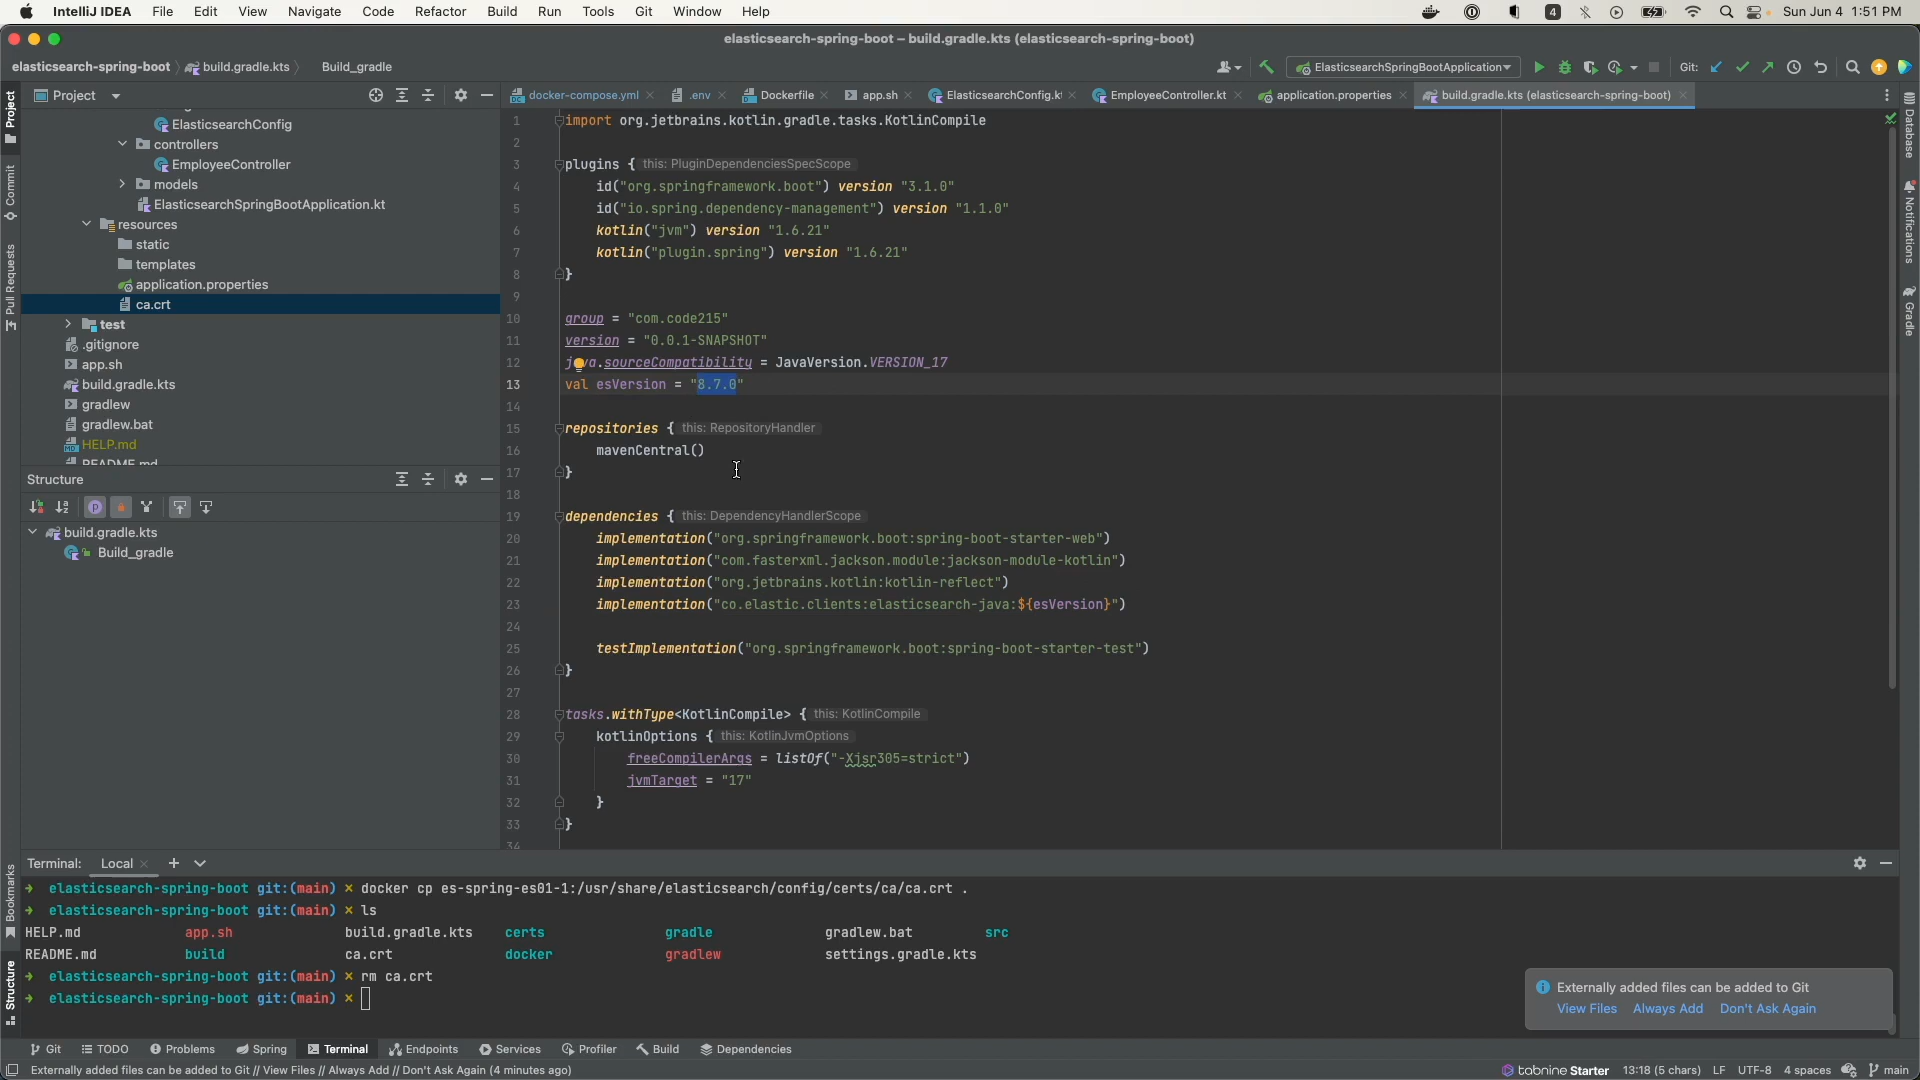 IntelliJ IDEA File Edit View Navigate Code Refactor Build Run Tools Git Window Help 4 Sun Jun 4 1:51 PM
elasticsearch-spring-boot – build.gradle.kts (elasticsearch-spring-boot)
elasticsearch-spring-boot build.gradle.kts Build_gradle ElasticsearchSpringBootApplication Git:
Project
docker-compose.yml .env Dockerfile app.sh ElasticsearchConfig.kt EmployeeController.kt application.properties build.gradle.kts (elasticsearch-spring-boot)
Project
Commit
Pull Requests
Bookmarks
Structure
ElasticsearchConfig
controllers
EmployeeController
models
ElasticsearchSpringBootApplication.kt
resources
static
templates
application.properties
ca.crt
test
.gitignore
app.sh
build.gradle.kts
gradlew
gradlew.bat
HELP.md
README.md
Structure
build.gradle.kts
Build_gradle
1 import org.jetbrains.kotlin.gradle.tasks.KotlinCompile
2
3 plugins { this: PluginDependenciesSpecScope
4 id("org.springframework.boot") version "3.1.0"
5 id("io.spring.dependency-management") version "1.1.0"
6 kotlin("jvm") version "1.6.21"
7 kotlin("plugin.spring") version "1.6.21"
8 }
9
10 group = "com.code215"
11 version = "0.0.1-SNAPSHOT"
12 java.sourceCompatibility = JavaVersion.VERSION_17
13 val esVersion = "8.7.0"
14
15 repositories { this: RepositoryHandler
16 mavenCentral()
17 }
18
19 dependencies { this: DependencyHandlerScope
20 implementation("org.springframework.boot:spring-boot-starter-web")
21 implementation("com.fasterxml.jackson.module:jackson-module-kotlin")
22 implementation("org.jetbrains.kotlin:kotlin-reflect")
23 implementation("co.elastic.clients:elasticsearch-java:${esVersion}")
24
25 testImplementation("org.springframework.boot:spring-boot-starter-test")
26 }
27
28 tasks.withType<KotlinCompile> { this: KotlinCompile
29 kotlinOptions { this: KotlinJvmOptions
30 freeCompilerArgs = listOf("-Xjsr305=strict")
31 jvmTarget = "17"
32 }
33 }
34
Database
Notifications
Gradle
Terminal: Local
elasticsearch-spring-boot git:(main) × docker cp es-spring-es01-1:/usr/share/elasticsearch/config/certs/ca/ca.crt .
elasticsearch-spring-boot git:(main) × ls
HELP.md app.sh build.gradle.kts certs gradle gradlew.bat src
README.md build ca.crt docker gradlew settings.gradle.kts
elasticsearch-spring-boot git:(main) × rm ca.crt
elasticsearch-spring-boot git:(main) ×
Externally added files can be added to Git
View Files Always Add Don't Ask Again
Git TODO Problems Spring Terminal Endpoints Services Profiler Build Dependencies
Externally added files can be added to Git // View Files // Always Add // Don't Ask Again (4 minutes ago) tabnine Starter 13:18 (5 chars) LF UTF-8 4 spaces main